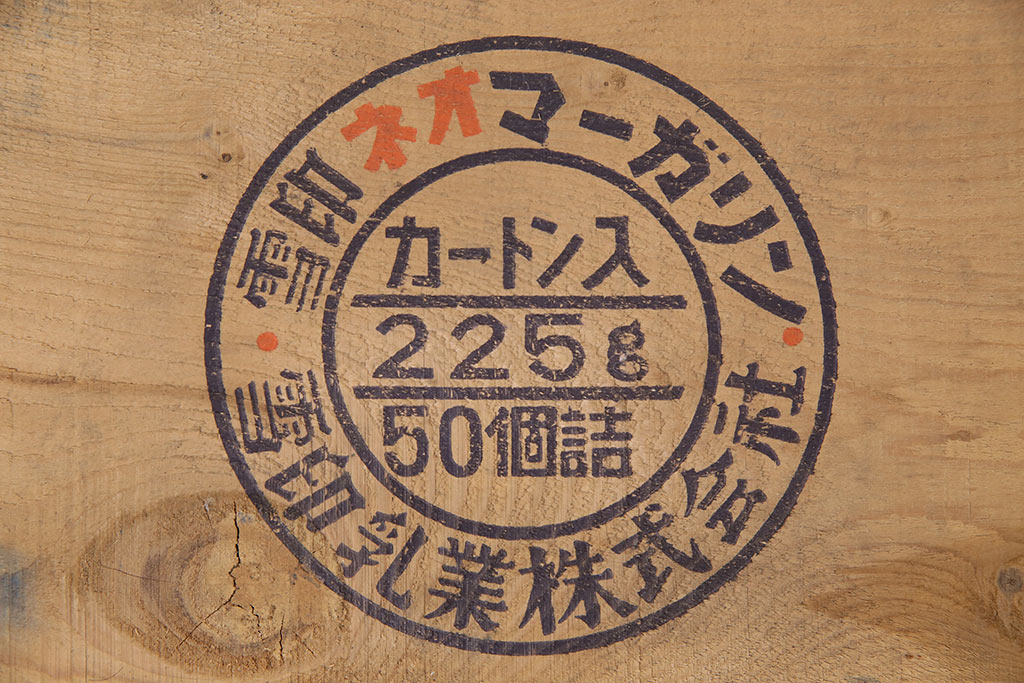 雪印ネオマーガリン
カートン入
225g
50個詰
雪印乳業株式会社